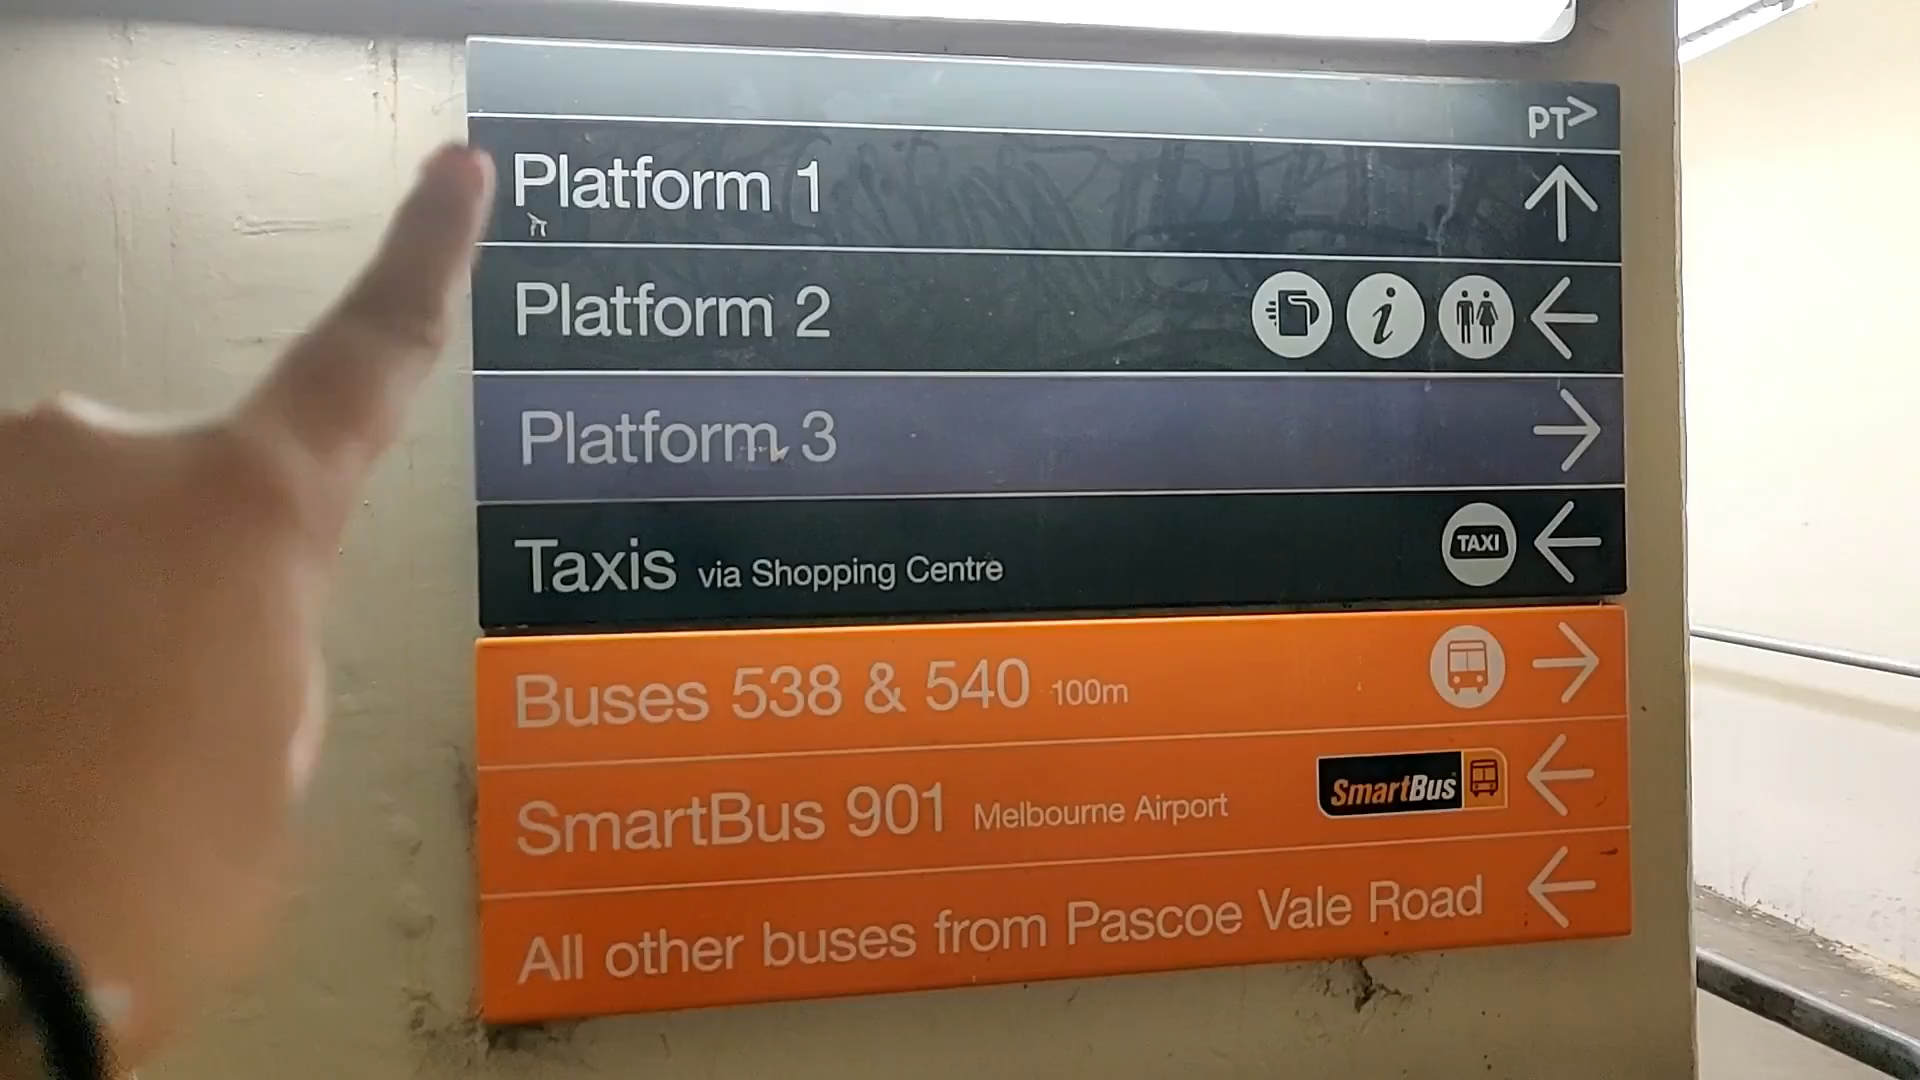 PT>
Platform 1
Platform 2
Platform 3
Taxis via Shopping Centre
TAXI
Buses 538 & 540 100m
SmartBus 901 Melbourne Airport
SmartBus
All other buses from Pascoe Vale Road